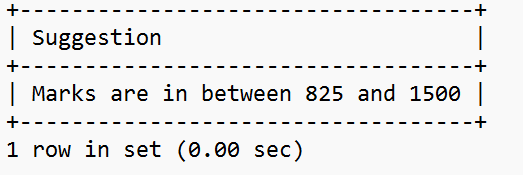 +------------------------------------+
| Suggestion                         |
+------------------------------------+
| Marks are in between 825 and 1500 |
+------------------------------------+
1 row in set (0.00 sec)